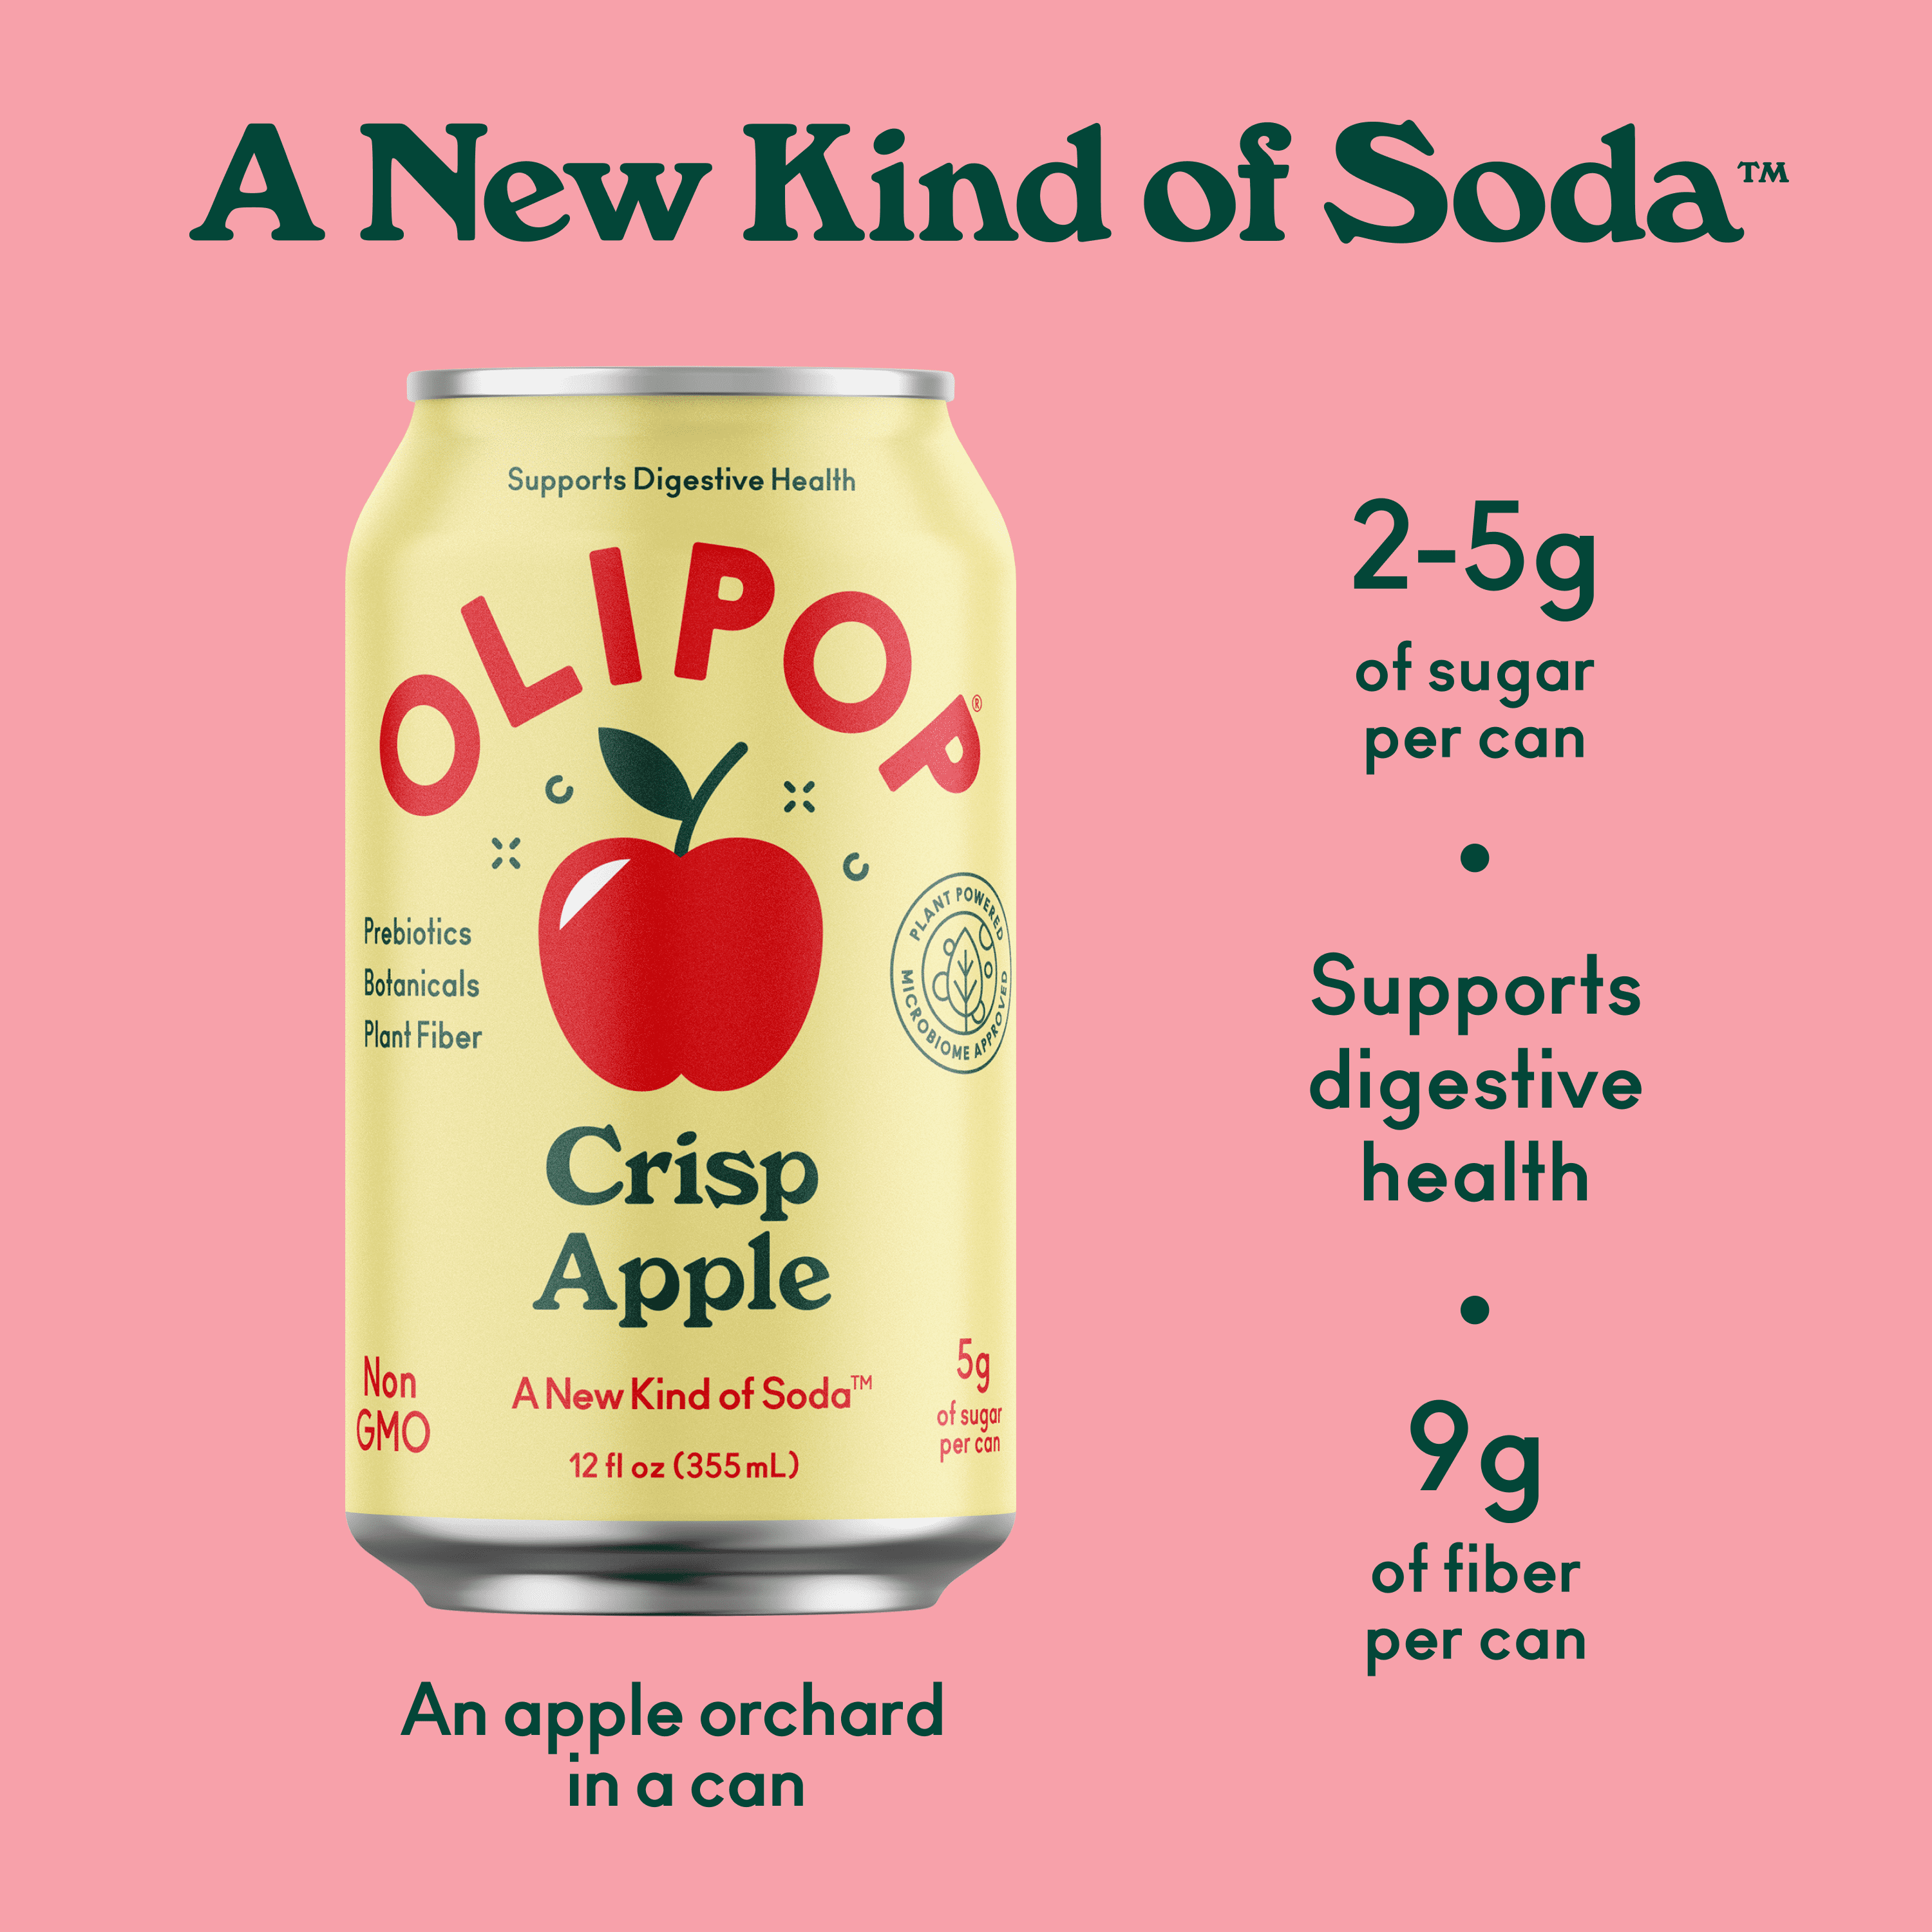 A New Kind of Soda™
Supports Digestive Health
OLIPOP®
PLANT POWERED
MICROBIOME APPROVED
Prebiotics
Botanicals
Plant Fiber
Crisp
Apple
Non
GMO
A New Kind of Soda™
12 fl oz (355 mL)
5g
of sugar
per can
An apple orchard
in a can
2-5g
of sugar
per can
•
Supports
digestive
health
•
9g
of fiber
per can